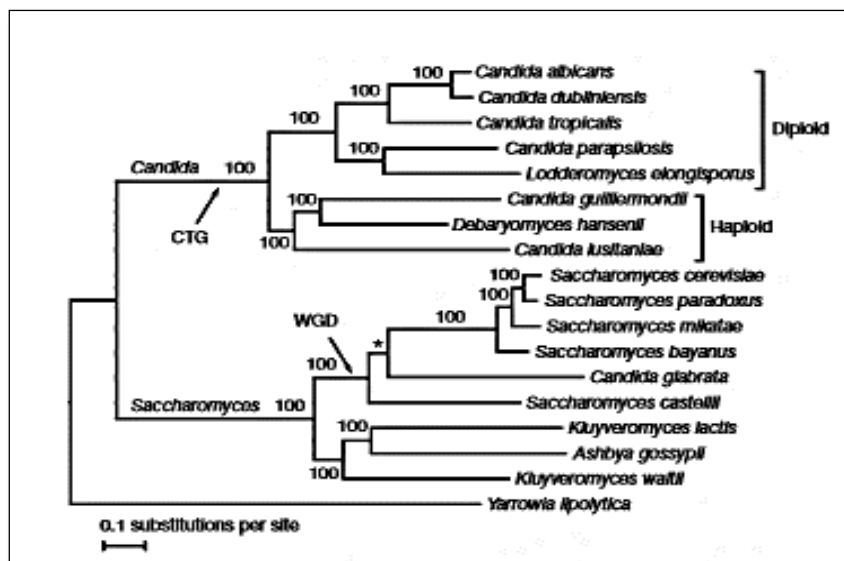 100 Candida albicans
100 Candida dubliniensis
100 Candida tropicalis
100 Candida parapsilosis
Lodderomyces elongisporus
Diploid
Candida 100
CTG
100 Candida guilliermondii
Debaryomyces hansenii
100 Candida lusitaniae
Haploid
100 Saccharomyces cerevisiae
100 Saccharomyces paradoxus
Saccharomyces mikatae
100 Saccharomyces bayanus
WGD
*
100 Candida glabrata
Saccharomyces castellii
Saccharomyces 100
100 Kluyveromyces lactis
Ashbya gossypii
100 Kluyveromyces waltii
Yarrowia lipolytica
0.1 substitutions per site